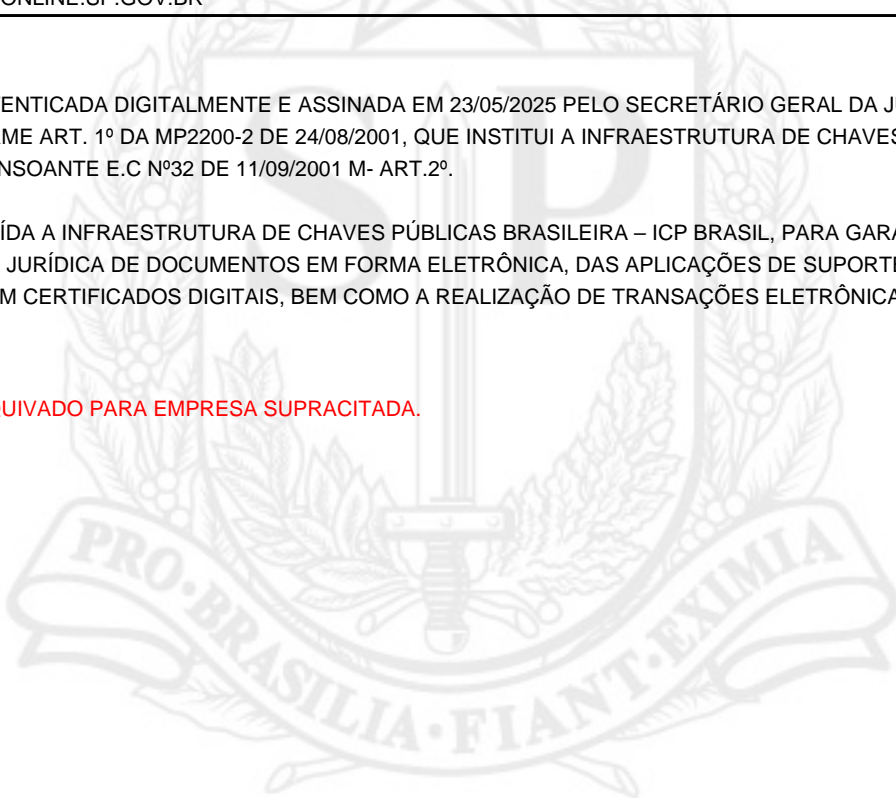 ONLINE.SP.GOV.BR
ENTICADA DIGITALMENTE E ASSINADA EM 23/05/2025 PELO SECRETÁRIO GERAL DA J
ME ART. 1º DA MP2200-2 DE 24/08/2001, QUE INSTITUI A INFRAESTRUTURA DE CHAVES
NSOANTE E.C Nº32 DE 11/09/2001 M- ART.2º.
ÍDA A INFRAESTRUTURA DE CHAVES PÚBLICAS BRASILEIRA – ICP BRASIL, PARA GARA
JURÍDICA DE DOCUMENTOS EM FORMA ELETRÔNICA, DAS APLICAÇÕES DE SUPORTE
M CERTIFICADOS DIGITAIS, BEM COMO A REALIZAÇÃO DE TRANSAÇÕES ELETRÔNICA
UIVADO PARA EMPRESA SUPRACITADA.
SP
PRO·BRASILIA·FIANT·EXIMIA